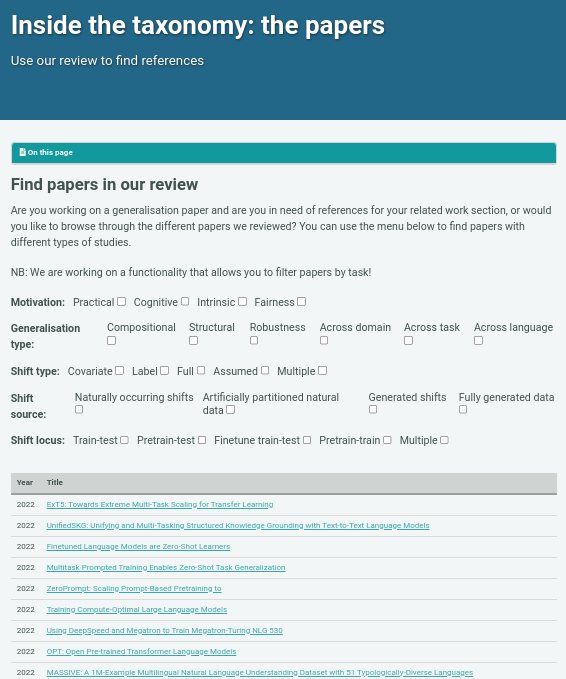 Inside the taxonomy: the papers
Use our review to find references
On this page
Find papers in our review
Are you working on a generalisation paper and are you in need of references for your related work section, or would
you like to browse through the different papers we reviewed? You can use the menu below to find papers with
different types of studies.
NB: We are working on a functionality that allows you to filter papers by task!
Motivation: Practical Cognitive Intrinsic Fairness
Generalisation type: Compositional Structural Robustness Across domain Across task Across language
Shift type: Covariate Label Full Assumed Multiple
Shift source: Naturally occurring shifts Artificially partitioned natural data Generated shifts Fully generated data
Shift locus: Train-test Pretrain-test Finetune train-test Pretrain-train Multiple
Year Title
2022 ExT5: Towards Extreme Multi-Task Scaling for Transfer Learning
2022 UnifiedSKG: Unifying and Multi-Tasking Structured Knowledge Grounding with Text-to-Text Language Models
2022 Finetuned Language Models are Zero-Shot Learners
2022 Multitask Prompted Training Enables Zero-Shot Task Generalization
2022 ZeroPrompt: Scaling Prompt-Based Pretraining to
2022 Training Compute-Optimal Large Language Models
2022 Using DeepSpeed and Megatron to Train Megatron-Turing NLG 530
2022 OPT: Open Pre-trained Transformer Language Models
2022 MASSIVE: A 1M-Example Multilingual Natural Language Understanding Dataset with 51 Typologically-Diverse Languages